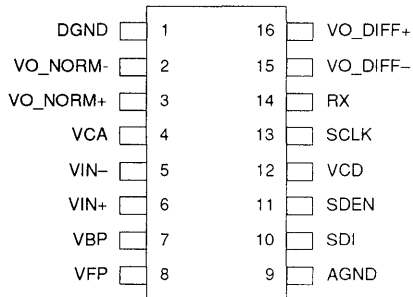 DGND 1 16 VO_DIFF+
VO_NORM- 2 15 VO_DIFF–
VO_NORM+ 3 14 RX
VCA 4 13 SCLK
VIN– 5 12 VCD
VIN+ 6 11 SDEN
VBP 7 10 SDI
VFP 8 9 AGND